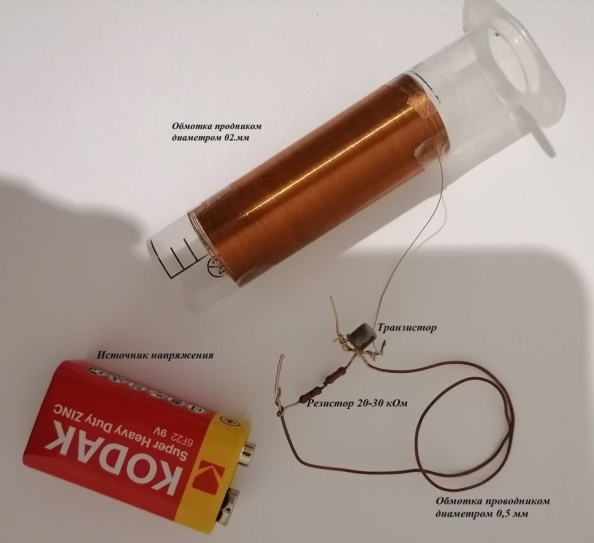 Обмотка продником
диаметром 02.мм
Транзистор
Источник напряжения
Резистор 20-30 кОм
KODAK
Super Heavy Duty ZINC
6F22 9V
Обмотка проводником
диаметром 0,5 мм